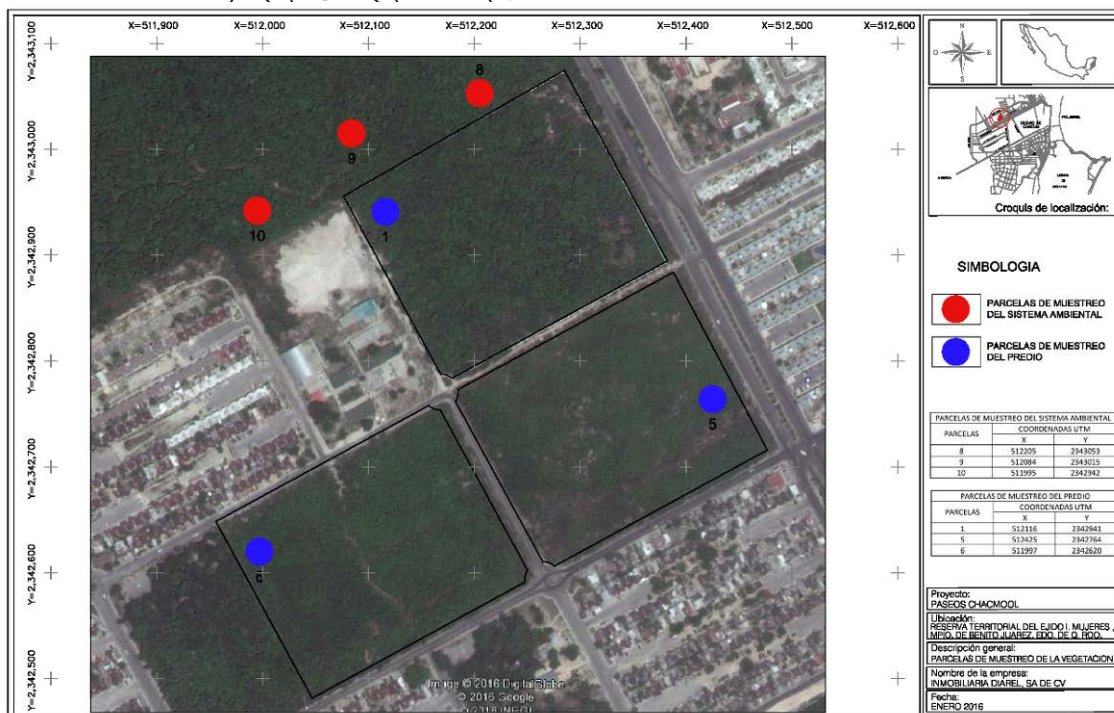 X=511,900 X=512,000 X=512,100 X=512,200 X=512,300 X=512,400 X=512,500 X=512,600
Y=2,343,100
Y=2,343,000
Y=2,342,900
Y=2,342,800
Y=2,342,700
Y=2,342,600
Y=2,342,500
8
9
10
1
5
6
Image © 2016 DigitalGlobe
© 2016 Google
© 2016 INEGI
N
O E
S
CIUDAD DE
CANCUN
Croquis de localización:
SIMBOLOGIA
PARCELAS DE MUESTREO
DEL SISTEMA AMBIENTAL
PARCELAS DE MUESTREO
DEL PREDIO
PARCELAS DE MUESTREO DEL SISTEMA AMBIENTAL
PARCELAS COORDENADAS UTM
X Y
8 512205 2343053
9 512084 2343015
10 511995 2342942
PARCELAS DE MUESTREO DEL PREDIO
PARCELAS COORDENADAS UTM
X Y
1 512116 2342941
5 512425 2342764
6 511997 2342620
Proyecto:
PASEOS CHACMOOL
Ubicación:
RESERVA TERRITORIAL DEL EJIDO I. MUJERES,
MPIO. DE BENITO JUAREZ, EDO. DE Q. ROO.
Descripción general:
PARCELAS DE MUESTREO DE LA VEGETACION
Nombre de la empresa:
INMOBILIARIA DIAREL, SA DE CV
Fecha:
ENERO 2016